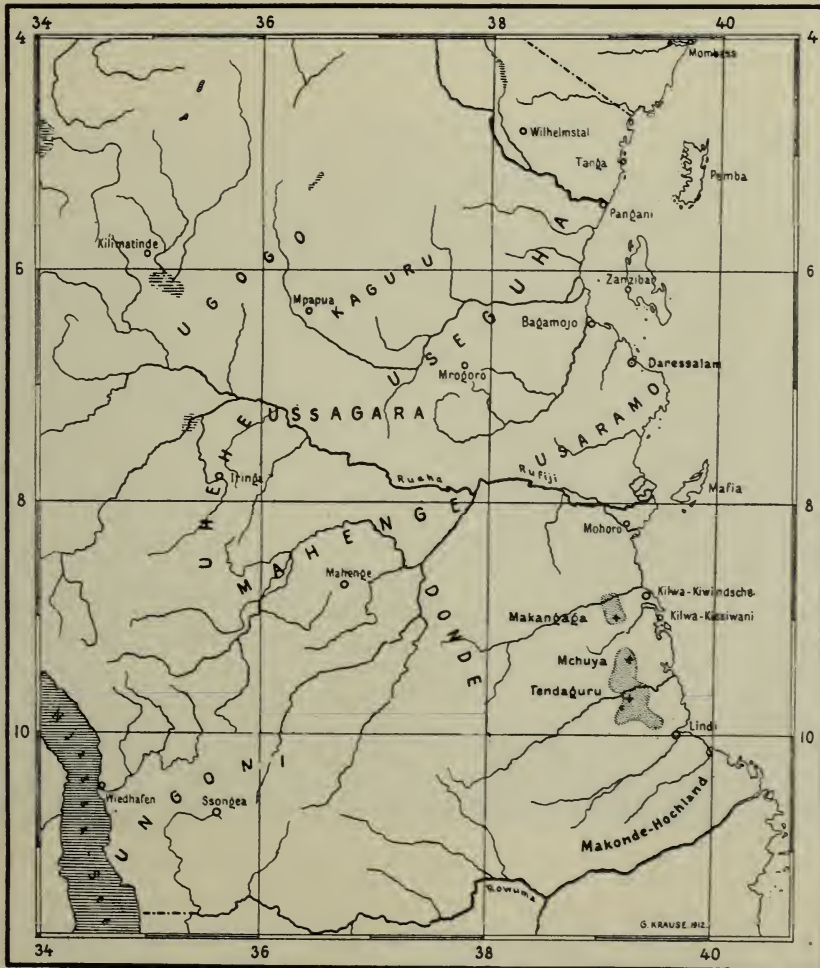 34 36 38 40
4 4
Mombass
Wilhelmstal
Tanga
Pemba
Pangani
Kilimatinde
6 6
UGOGO
KAGURU
USEGUHA
Zanzibar
Mpapua
Bagamojo
Mrogoro
Daressalam
USSAGARA
USARAMO
UHEHE
Iringa
Ruaha
Rufiji
Mafia
8 8
Mohoro
MAHENGE
Mahenge
Kilwa-Kiwindsche
Makangaga
Kilwa-Kissiwani
DONDE
Mchuya
Tendaguru
10 10
Lindi
Wiedhafen
Ssongea
UNGONI
Makonde-Hochland
Rowuma
G. KRAUSE 1912.
34 36 38 40